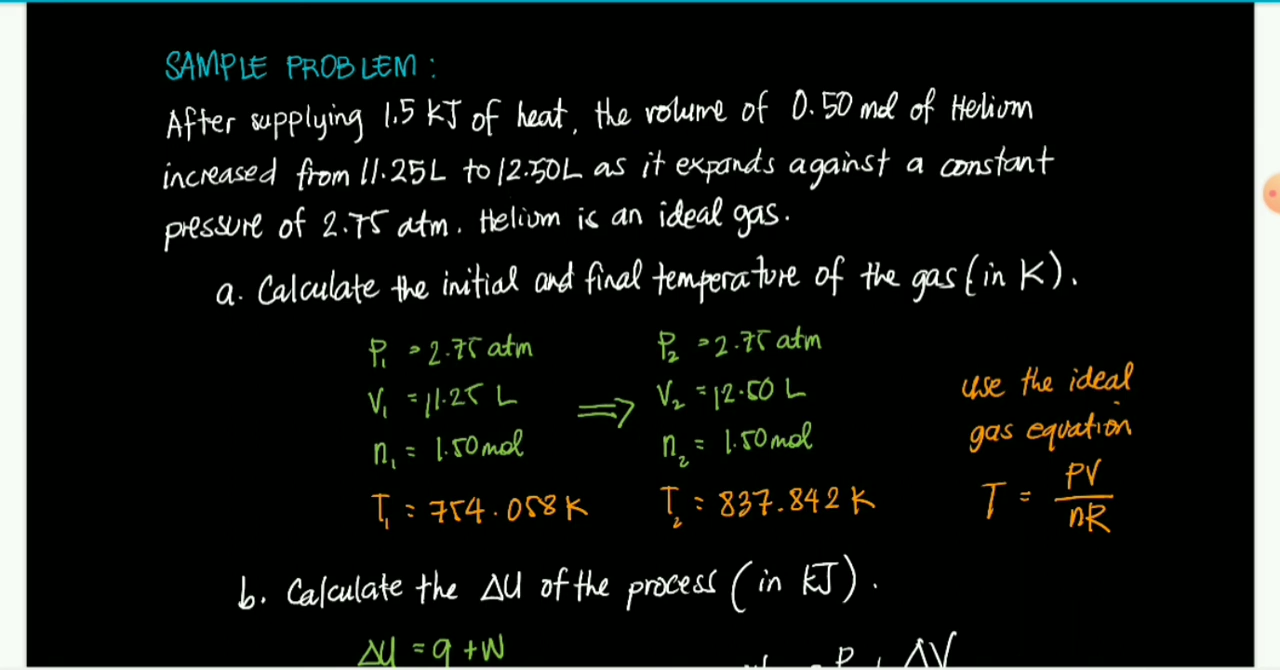 SAMPLE PROBLEM :
After supplying 1.5 kJ of heat, the volume of 0.50 mol of Helium
increased from 11.25L to 12.50L as it expands against a constant
pressure of 2.75 atm. Helium is an ideal gas.
a. Calculate the initial and final temperature of the gas (in K).
P₁ = 2.75 atm P₂ = 2.75 atm
V₁ = 11.25 L ⇒ V₂ = 12.50 L use the ideal
n₁ = 1.50 mol n₂ = 1.50 mol gas equation
T₁ = 754.058 K T₂ = 837.842 K T = PV/nR
b. Calculate the ΔU of the process (in kJ).
ΔU = q + W